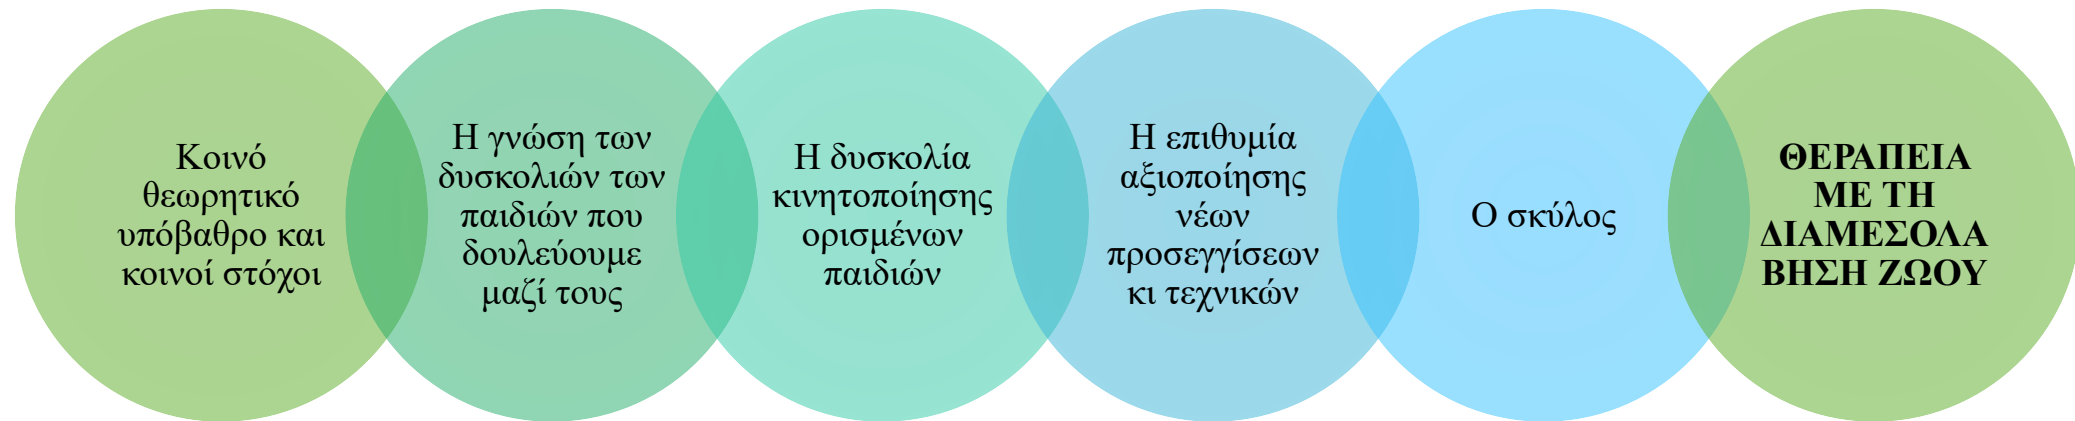 Κοινό
θεωρητικό
υπόβαθρο και
κοινοί στόχοι
Η γνώση των
δυσκολιών των
παιδιών που
δουλεύουμε
μαζί τους
Η δυσκολία
κινητοποίησης
ορισμένων
παιδιών
Η επιθυμία
αξιοποίησης
νέων
προσεγγίσεων
κι τεχνικών
Ο σκύλος
ΘΕΡΑΠΕΙΑ
ΜΕ ΤΗ
ΔΙΑΜΕΣΟΛΑ
ΒΗΣΗ ΖΩΟΥ